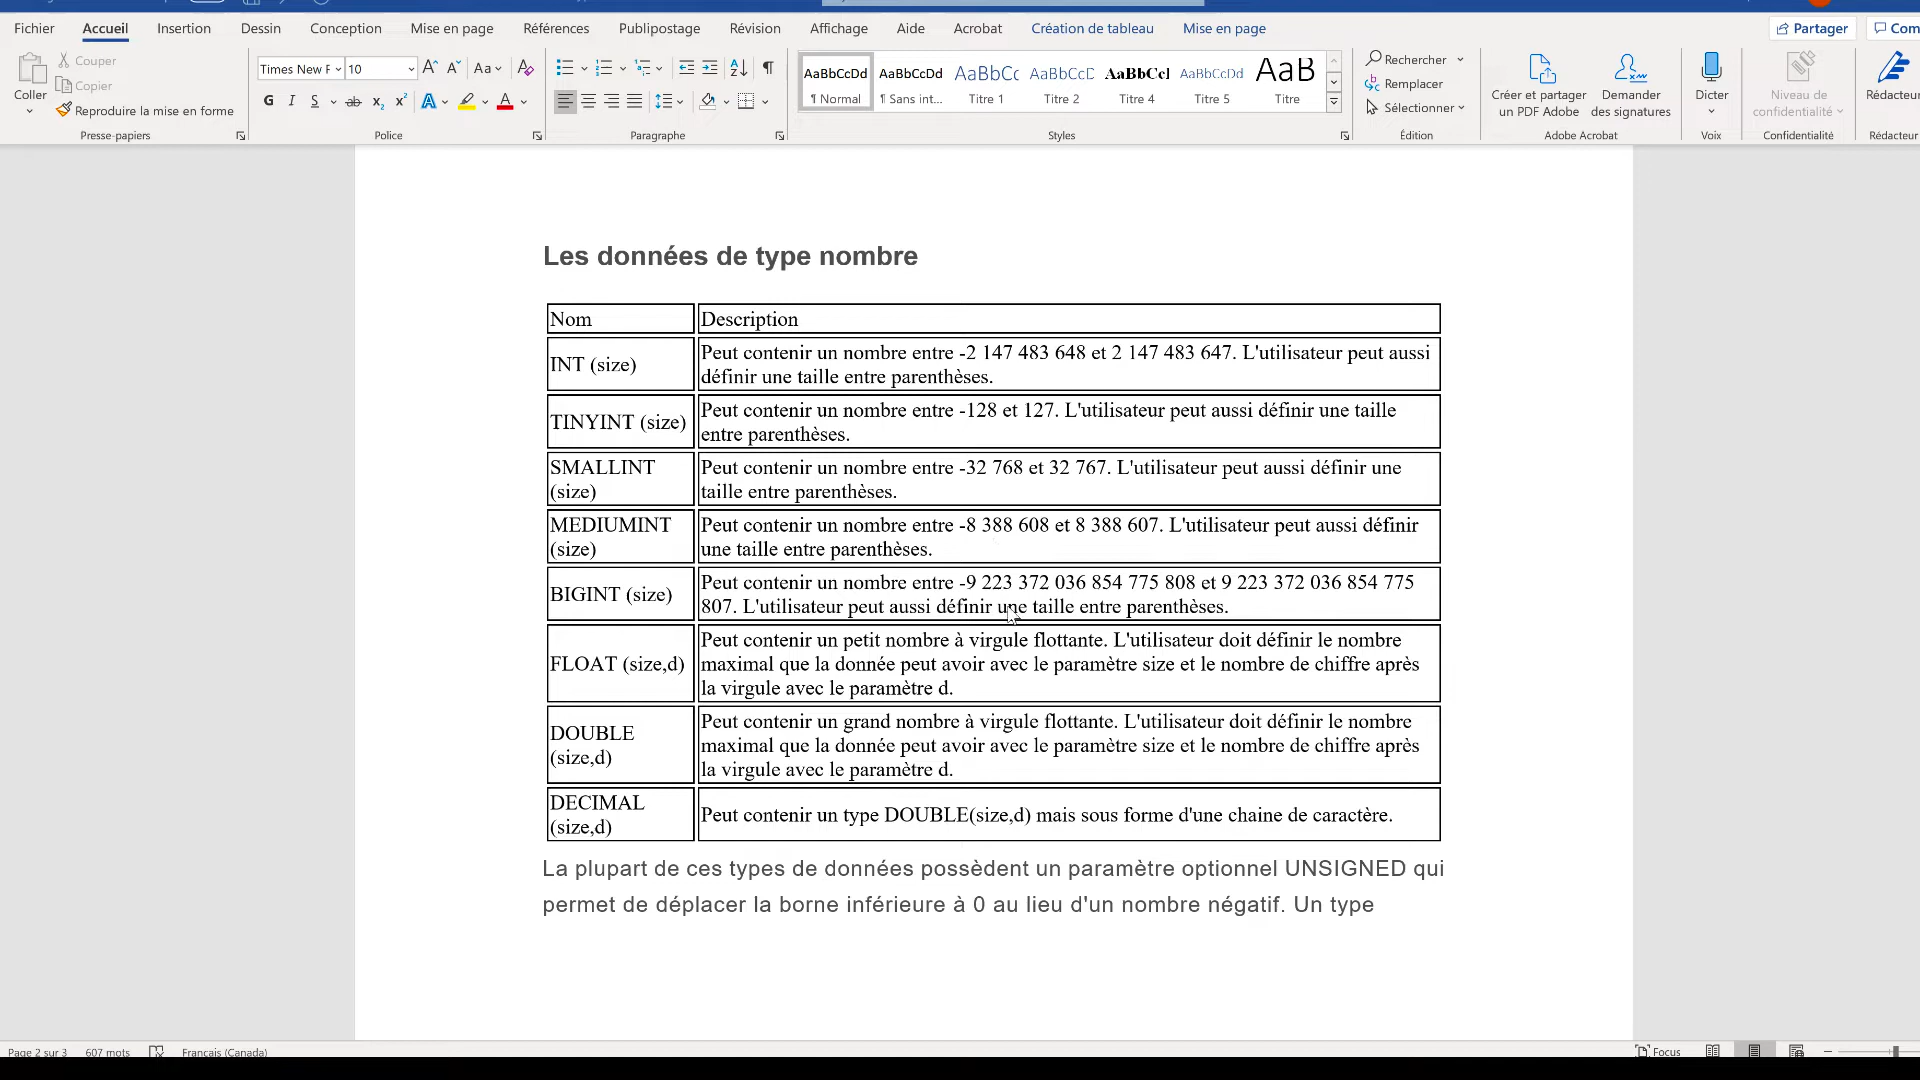 Fichier Accueil Insertion Dessin Conception Mise en page Références Publipostage Révision Affichage Aide Acrobat Création de tableau Mise en page Partager Com
Coller
Couper
Copier
Reproduire la mise en forme
Presse-papiers
Times New F 10
Aa
G I S ab x₂ x² A A
Police
Paragraphe
AaBbCcDd AaBbCcDd AaBbCc AaBbCcD AaBbCcI AaBbCcDd AaB
¶ Normal ¶ Sans int... Titre 1 Titre 2 Titre 4 Titre 5 Titre
Styles
Rechercher
Remplacer
Sélectionner
Édition
Créer et partager
un PDF Adobe
Demander
des signatures
Adobe Acrobat
Dicter
Voix
Niveau de
confidentialité
Confidentialité
Rédacteur
Rédacteur
Les données de type nombre
Nom Description
INT (size)
Peut contenir un nombre entre -2 147 483 648 et 2 147 483 647. L'utilisateur peut aussi
définir une taille entre parenthèses.
TINYINT (size)
Peut contenir un nombre entre -128 et 127. L'utilisateur peut aussi définir une taille
entre parenthèses.
SMALLINT
(size)
Peut contenir un nombre entre -32 768 et 32 767. L'utilisateur peut aussi définir une
taille entre parenthèses.
MEDIUMINT
(size)
Peut contenir un nombre entre -8 388 608 et 8 388 607. L'utilisateur peut aussi définir
une taille entre parenthèses.
BIGINT (size)
Peut contenir un nombre entre -9 223 372 036 854 775 808 et 9 223 372 036 854 775
807. L'utilisateur peut aussi définir une taille entre parenthèses.
FLOAT (size,d)
Peut contenir un petit nombre à virgule flottante. L'utilisateur doit définir le nombre
maximal que la donnée peut avoir avec le paramètre size et le nombre de chiffre après
la virgule avec le paramètre d.
DOUBLE
(size,d)
Peut contenir un grand nombre à virgule flottante. L'utilisateur doit définir le nombre
maximal que la donnée peut avoir avec le paramètre size et le nombre de chiffre après
la virgule avec le paramètre d.
DECIMAL
(size,d)
Peut contenir un type DOUBLE(size,d) mais sous forme d'une chaine de caractère.
La plupart de ces types de données possèdent un paramètre optionnel UNSIGNED qui
permet de déplacer la borne inférieure à 0 au lieu d'un nombre négatif. Un type
Page 2 sur 3 607 mots Français (Canada) Focus